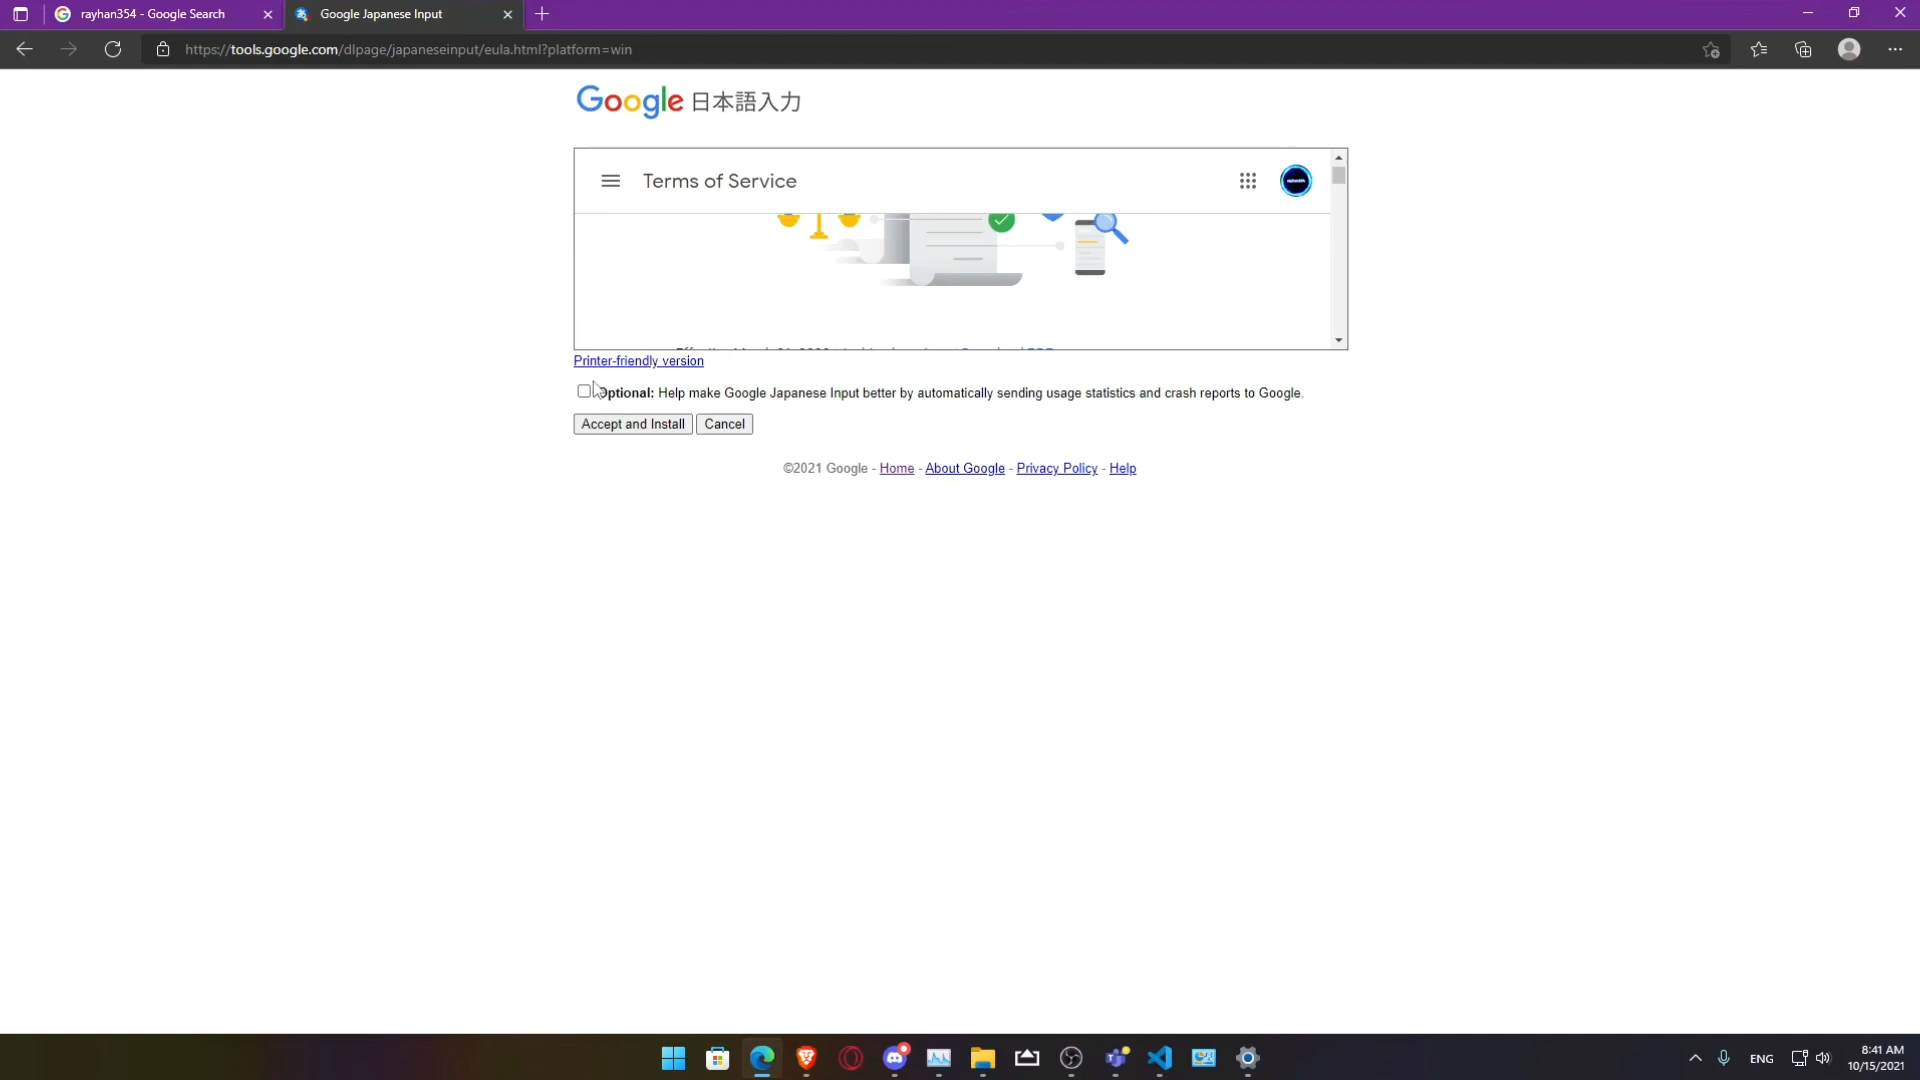 rayhan354 - Google Search
Google Japanese Input
https://tools.google.com/dlpage/japaneseinput/eula.html?platform=win
Google 日本語入力
Terms of Service
Printer-friendly version
Optional: Help make Google Japanese Input better by automatically sending usage statistics and crash reports to Google.
Accept and Install Cancel
©2021 Google - Home - About Google - Privacy Policy - Help
ENG
8:41 AM
10/15/2021